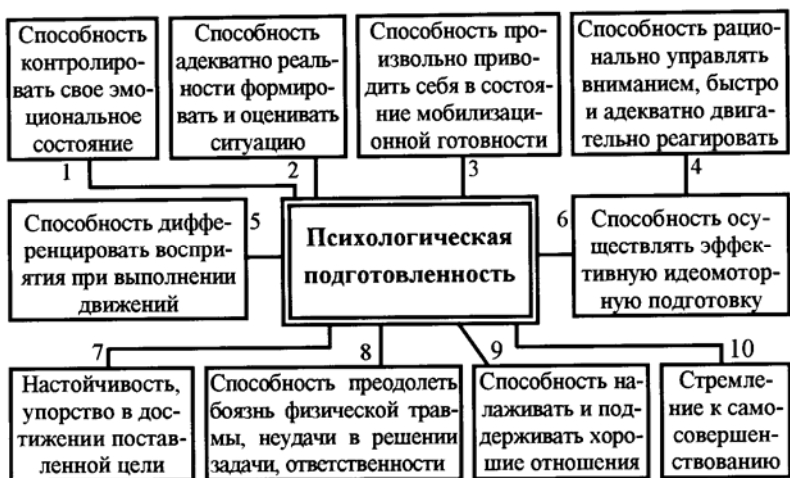 Способность
контролиро-
вать свое эмо-
циональное
состояние
1
Способность
адекватно реаль-
ности формиро-
вать и оценивать
ситуацию
2
Способность про-
извольно приво-
дить себя в состоя-
ние мобилизаци-
онной готовности
3
Способность рацио-
нально управлять
вниманием, быстро
и адекватно двига-
тельно реагировать
4
Способность диффе-
ренцировать воспри-
ятия при выполнении
движений
5
Психологическая
подготовленность
6
Способность осу-
ществлять эффек-
тивную идеомотор-
ную подготовку
7
Настойчивость,
упорство в дос-
тижении постав-
ленной цели
8
Способность преодолеть
боязнь физической трав-
мы, неудачи в решении
задачи, ответственности
9
Способность на-
лаживать и под-
держивать хоро-
шие отношения
10
Стремле-
ние к само-
совершен-
ствованию